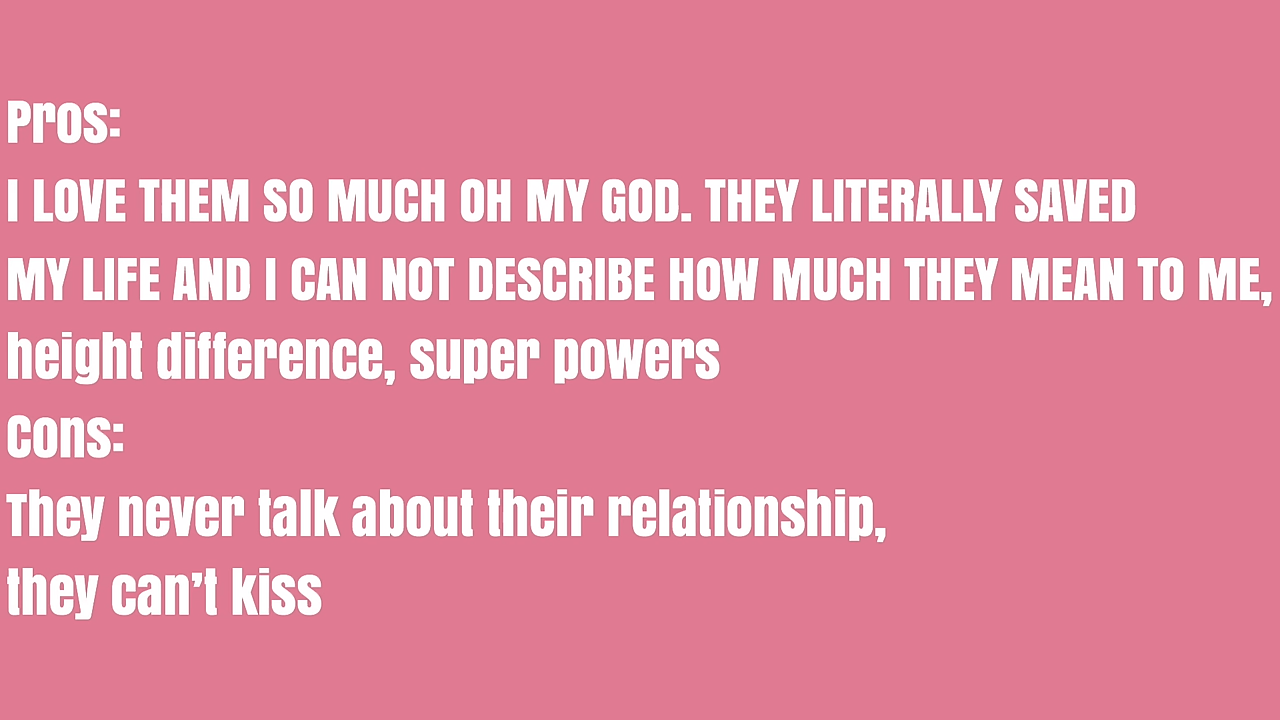 Pros:
I LOVE THEM SO MUCH OH MY GOD. THEY LITERALLY SAVED
MY LIFE AND I CAN NOT DESCRIBE HOW MUCH THEY MEAN TO ME,
height difference, super powers
Cons:
They never talk about their relationship,
they can’t kiss